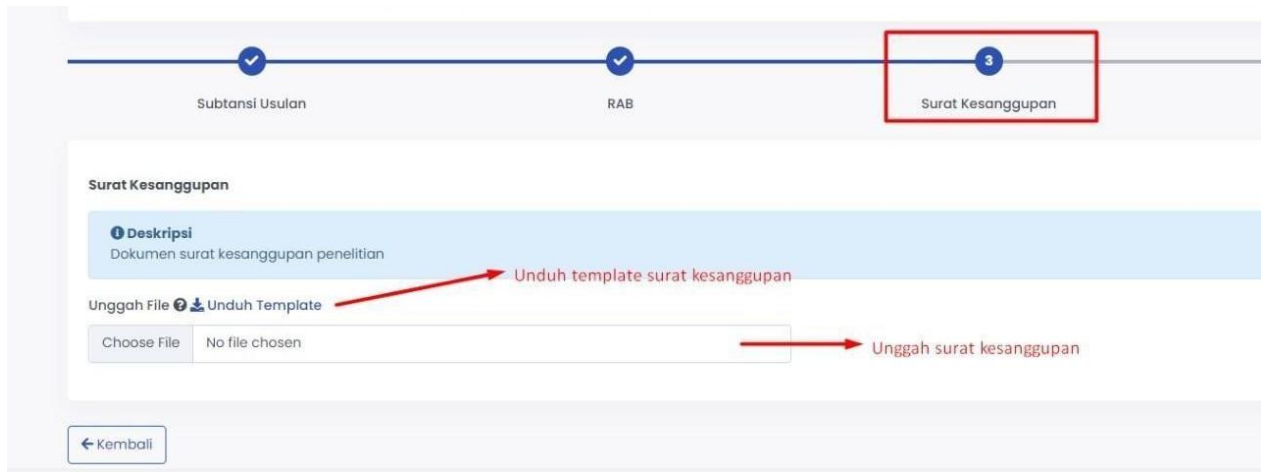 3
Subtansi Usulan
RAB
Surat Kesanggupan
Surat Kesanggupan
Deskripsi
Dokumen surat kesanggupan penelitian
Unduh template surat kesanggupan
Unggah File Unduh Template
Choose File No file chosen
Unggah surat kesanggupan
Kembali